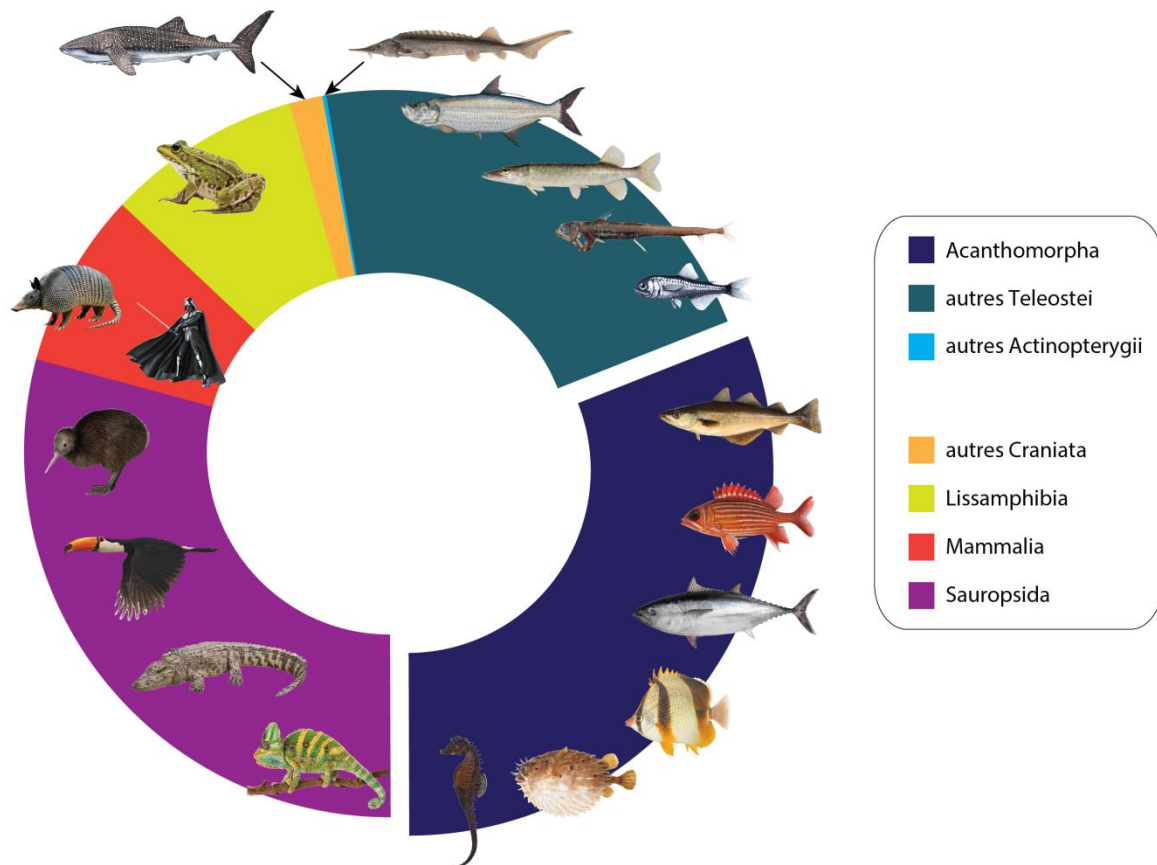 Acanthomorpha
autres Teleostei
autres Actinopterygii
autres Craniata
Lissamphibia
Mammalia
Sauropsida